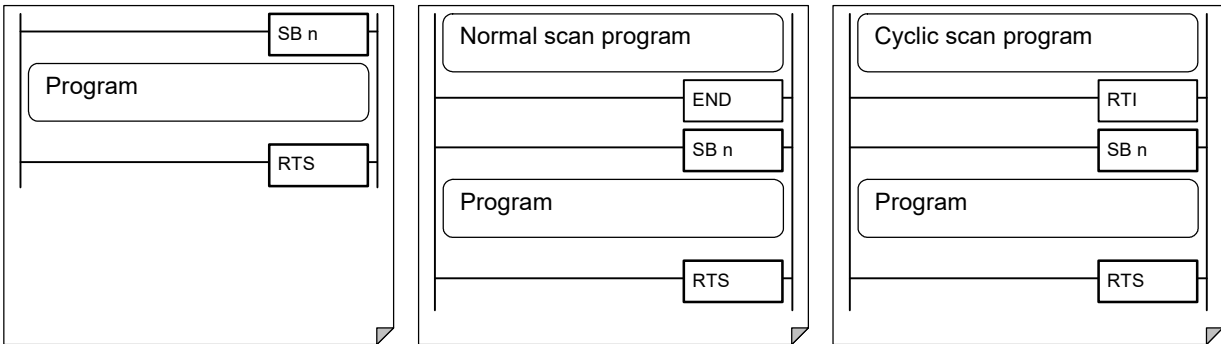 SB n
Program
RTS
Normal scan program
END
SB n
Program
RTS
Cyclic scan program
RTI
SB n
Program
RTS